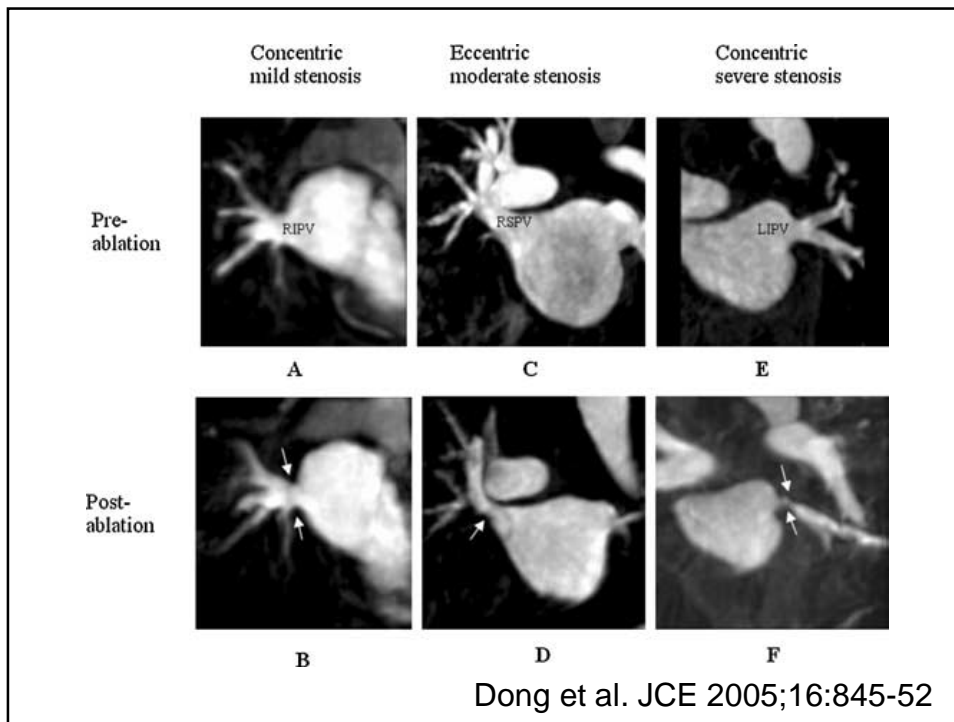 Concentric
mild stenosis
Eccentric
moderate stenosis
Concentric
severe stenosis
Pre-
ablation
RIPV
RSPV
LIPV
A
C
E
Post-
ablation
B
D
F
Dong et al. JCE 2005;16:845-52